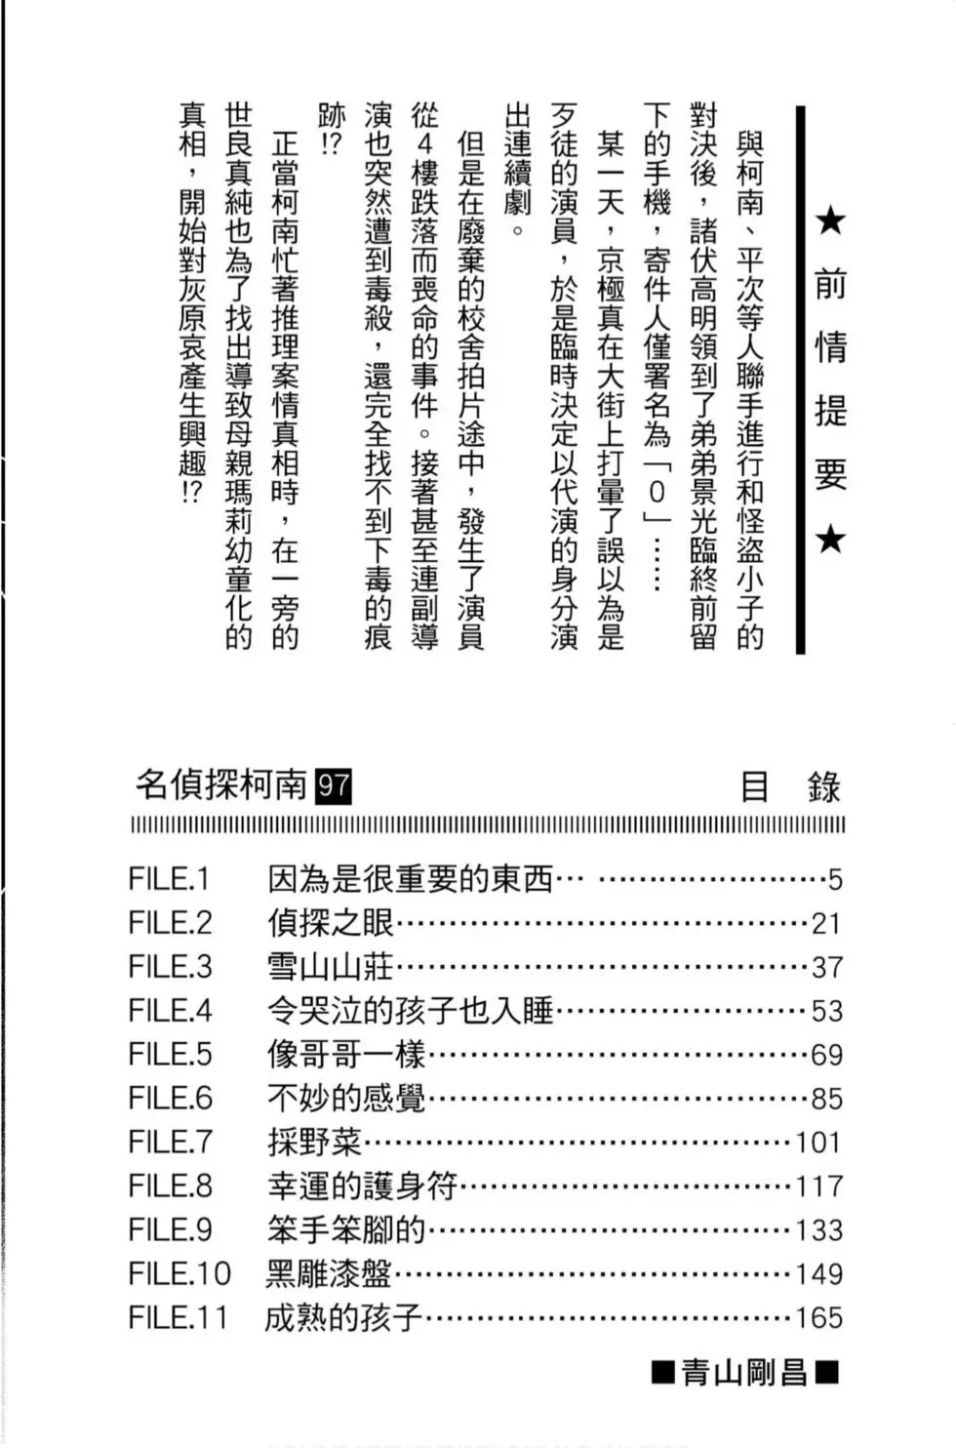 ★前情提要★
與柯南、平次等人聯手進行和怪盜小子的
對決後，諸伏高明領到了弟弟景光臨終前留
下的手機，寄件人僅署名為「０」……
某一天，京極真在大街上打暈了誤以為是
歹徒的演員，於是臨時決定以代演的身分演
出連續劇。
但是在廢棄的校舍拍片途中，發生了演員
從４樓跌落而喪命的事件。接著甚至連副導
演也突然遭到毒殺，還完全找不到下毒的痕
跡!?
正當柯南忙著推理案情真相時，在一旁的
世良真純也為了找出導致母親瑪莉幼童化的
真相，開始對灰原哀產生興趣!?
名偵探柯南 97 目 錄
FILE.1 因為是很重要的東西… ……………………5
FILE.2 偵探之眼……………………………………21
FILE.3 雪山山莊……………………………………37
FILE.4 令哭泣的孩子也入睡……………………53
FILE.5 像哥哥一樣…………………………………69
FILE.6 不妙的感覺…………………………………85
FILE.7 採野菜……………………………………101
FILE.8 幸運的護身符……………………………117
FILE.9 笨手笨腳的………………………………133
FILE.10 黑雕漆盤…………………………………149
FILE.11 成熟的孩子………………………………165
■青山剛昌■